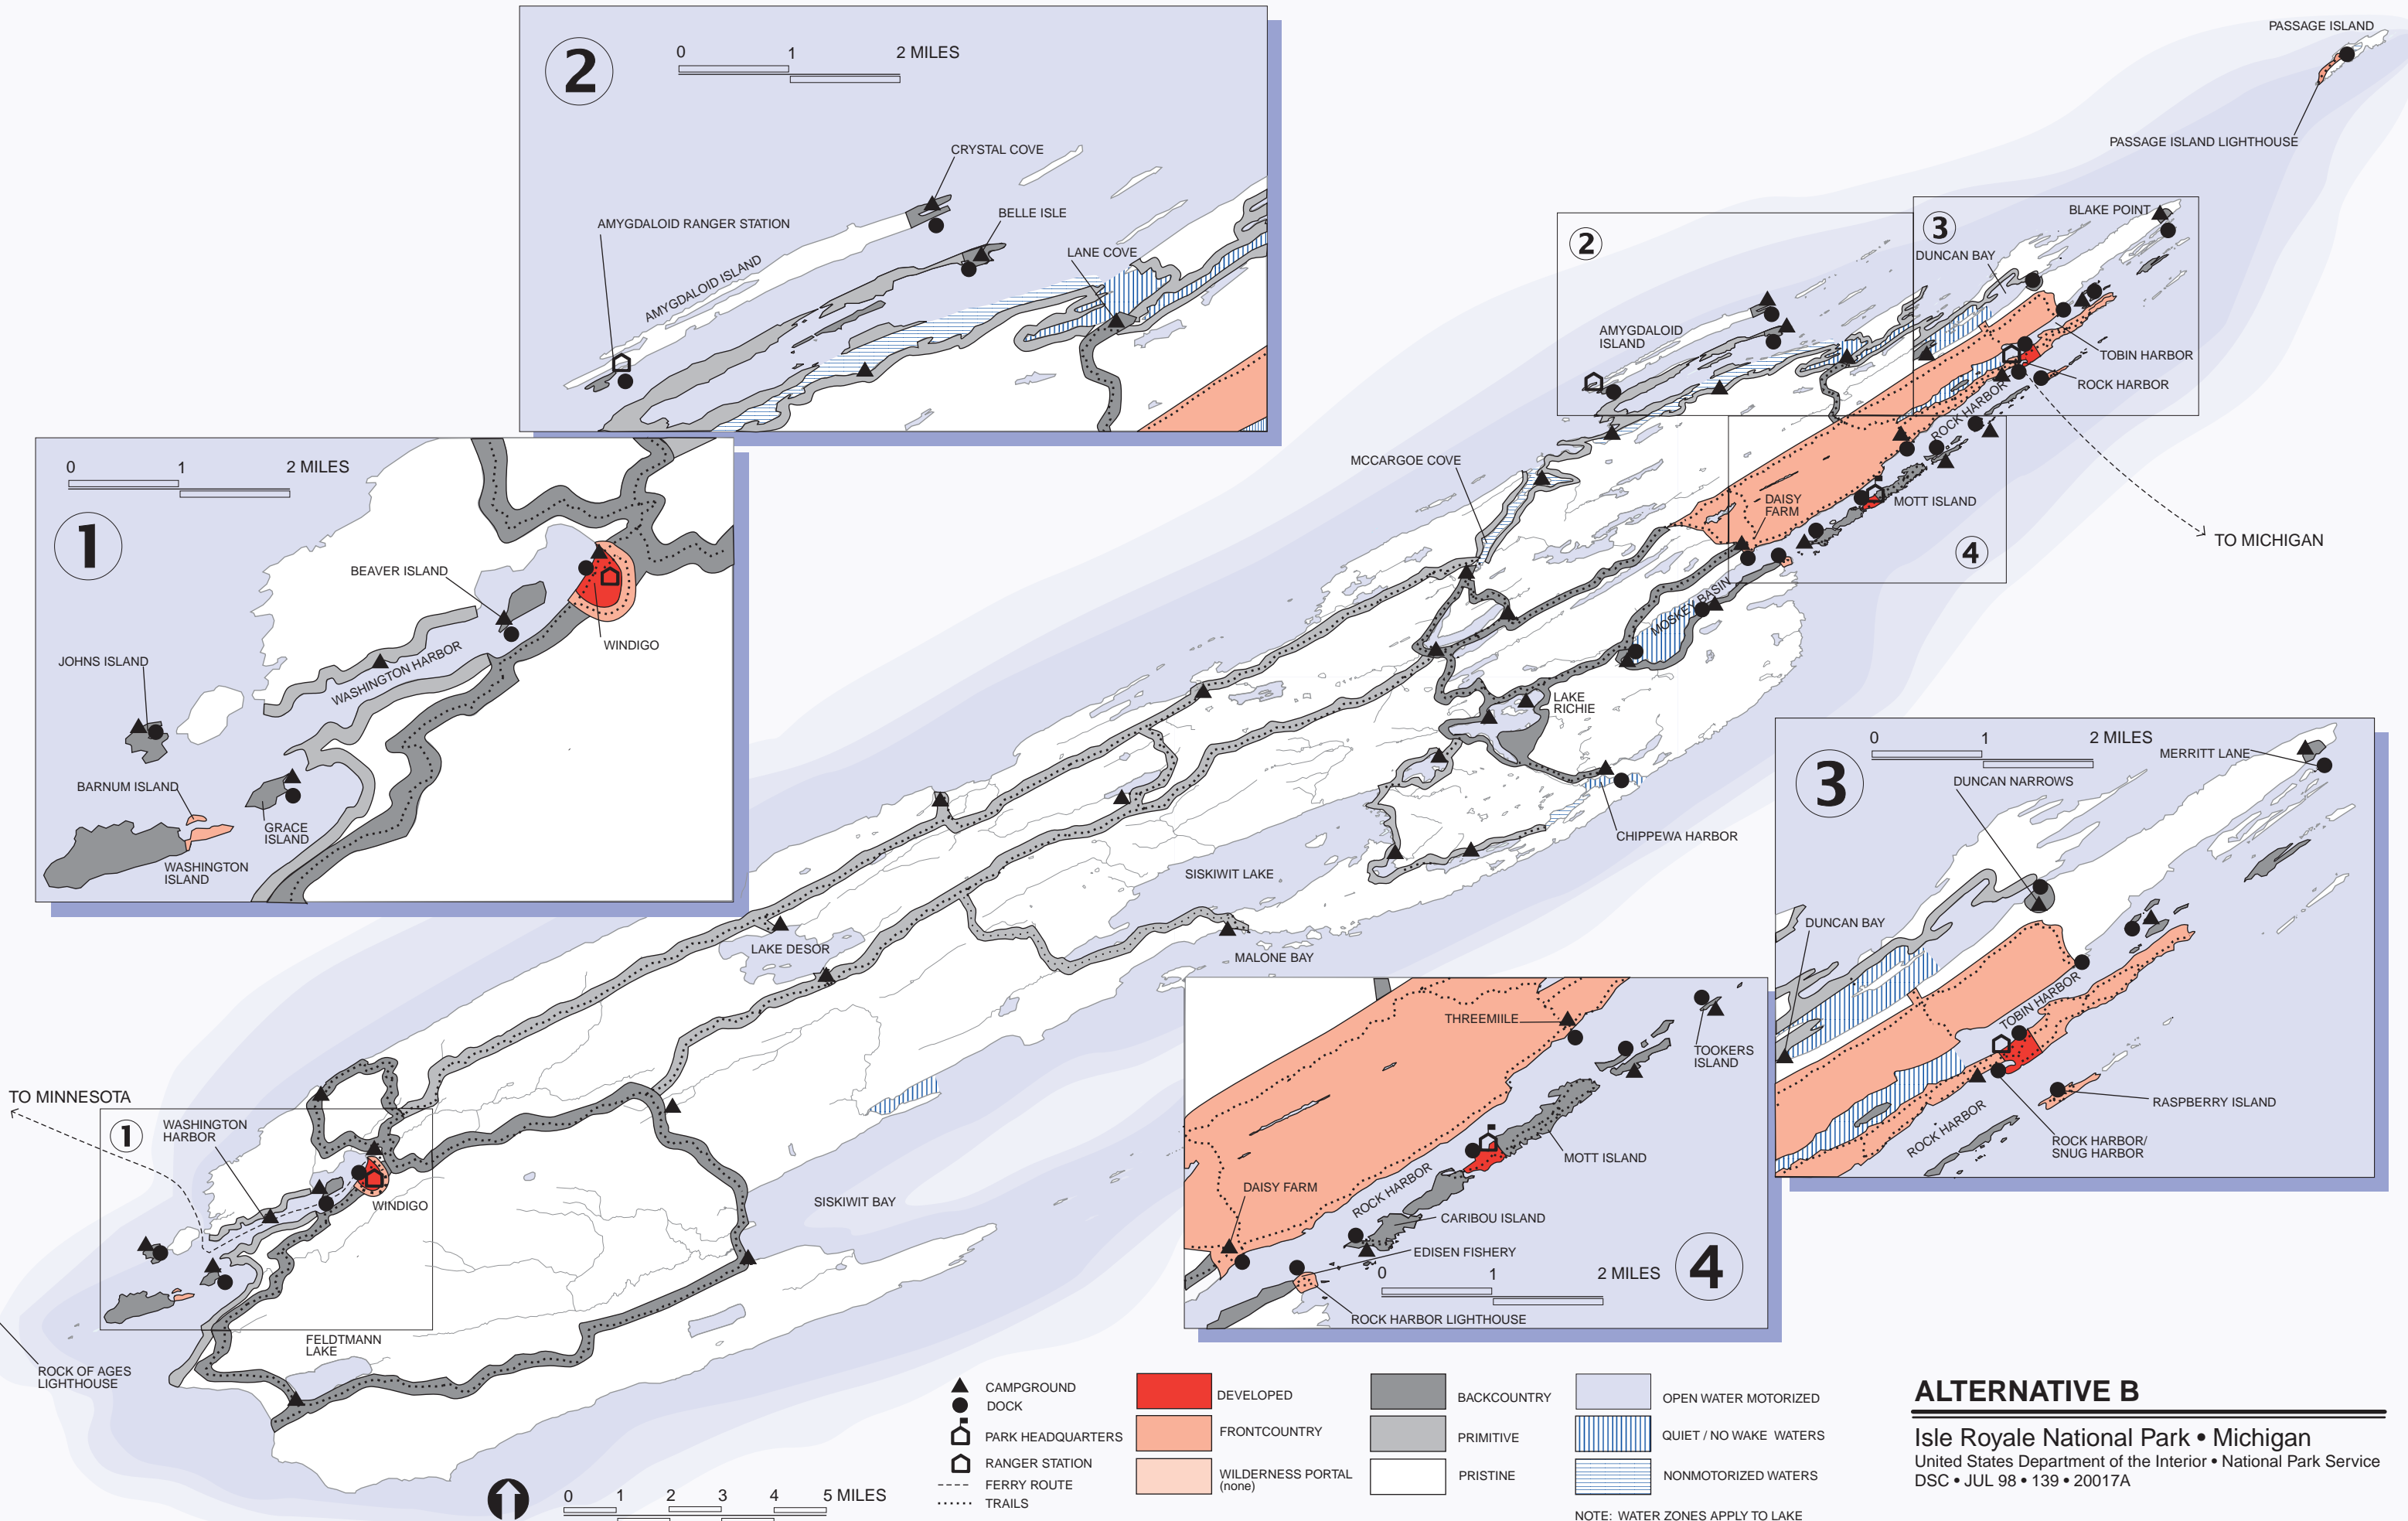 PASSAGE ISLAND
PASSAGE ISLAND LIGHTHOUSE
2
0 1 2 MILES
CRYSTAL COVE
BELLE ISLE
AMYGDALOID RANGER STATION
LANE COVE
AMYGDALOID ISLAND
1
0 1 2 MILES
BEAVER ISLAND
WINDIGO
WASHINGTON HARBOR
JOHNS ISLAND
BARNUM ISLAND
GRACE
ISLAND
WASHINGTON
ISLAND
2
3
BLAKE POINT
DUNCAN BAY
AMYGDALOID
ISLAND
TOBIN HARBOR
ROCK HARBOR
ROCK HARBOR
MCCARGOE COVE
DAISY
FARM
MOTT ISLAND
4
TO MICHIGAN
MOSKEY BASIN
LAKE
RICHIE
CHIPPEWA HARBOR
SISKIWIT LAKE
LAKE DESOR
MALONE BAY
SISKIWIT BAY
TO MINNESOTA
1
WASHINGTON
HARBOR
WINDIGO
FELDTMANN
LAKE
ROCK OF AGES
LIGHTHOUSE
3
0 1 2 MILES
MERRITT LANE
DUNCAN NARROWS
DUNCAN BAY
TOBIN HARBOR
RASPBERRY ISLAND
ROCK HARBOR
ROCK HARBOR/
SNUG HARBOR
THREEMIILE
TOOKERS
ISLAND
MOTT ISLAND
ROCK HARBOR
DAISY FARM
CARIBOU ISLAND
EDISEN FISHERY
0 1 2 MILES
4
ROCK HARBOR LIGHTHOUSE
0 1 2 3 4 5 MILES
CAMPGROUND
DOCK
PARK HEADQUARTERS
RANGER STATION
FERRY ROUTE
TRAILS
DEVELOPED
FRONTCOUNTRY
WILDERNESS PORTAL
(none)
BACKCOUNTRY
PRIMITIVE
PRISTINE
OPEN WATER MOTORIZED
QUIET / NO WAKE WATERS
NONMOTORIZED WATERS
NOTE: WATER ZONES APPLY TO LAKE
ALTERNATIVE B
Isle Royale National Park • Michigan
United States Department of the Interior • National Park Service
DSC • JUL 98 • 139 • 20017A